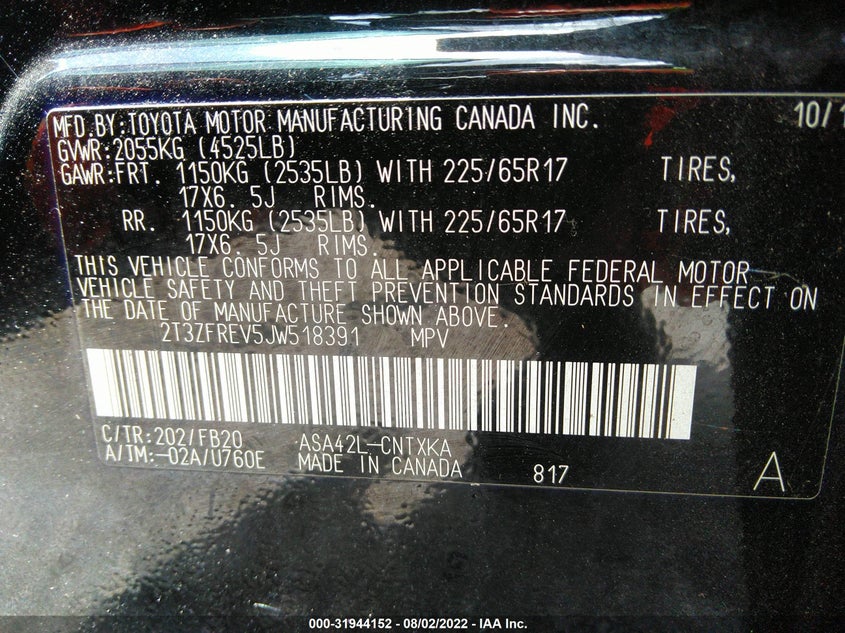 MFD.BY:TOYOTA MOTOR MANUFACTURING CANADA INC. 10/1
GVWR:2055KG (4525LB)
GAWR:FRT. 1150KG (2535LB) WITH 225/65R17 TIRES,
17X6. 5J RIMS.
RR. 1150KG (2535LB) WITH 225/65R17 TIRES,
17X6. 5J RIMS.
THIS VEHICLE CONFORMS TO ALL APPLICABLE FEDERAL MOTOR
VEHICLE SAFETY AND THEFT PREVENTION STANDARDS IN EFFECT ON
THE DATE OF MANUFACTURE SHOWN ABOVE.
2T3ZFREV5JW518391 MPV
C/TR:202/FB20 ASA42L-CNTXKA
A/TM:-02A/U760E MADE IN CANADA 817 A
000-31944152 - 08/02/2022 - IAA Inc.